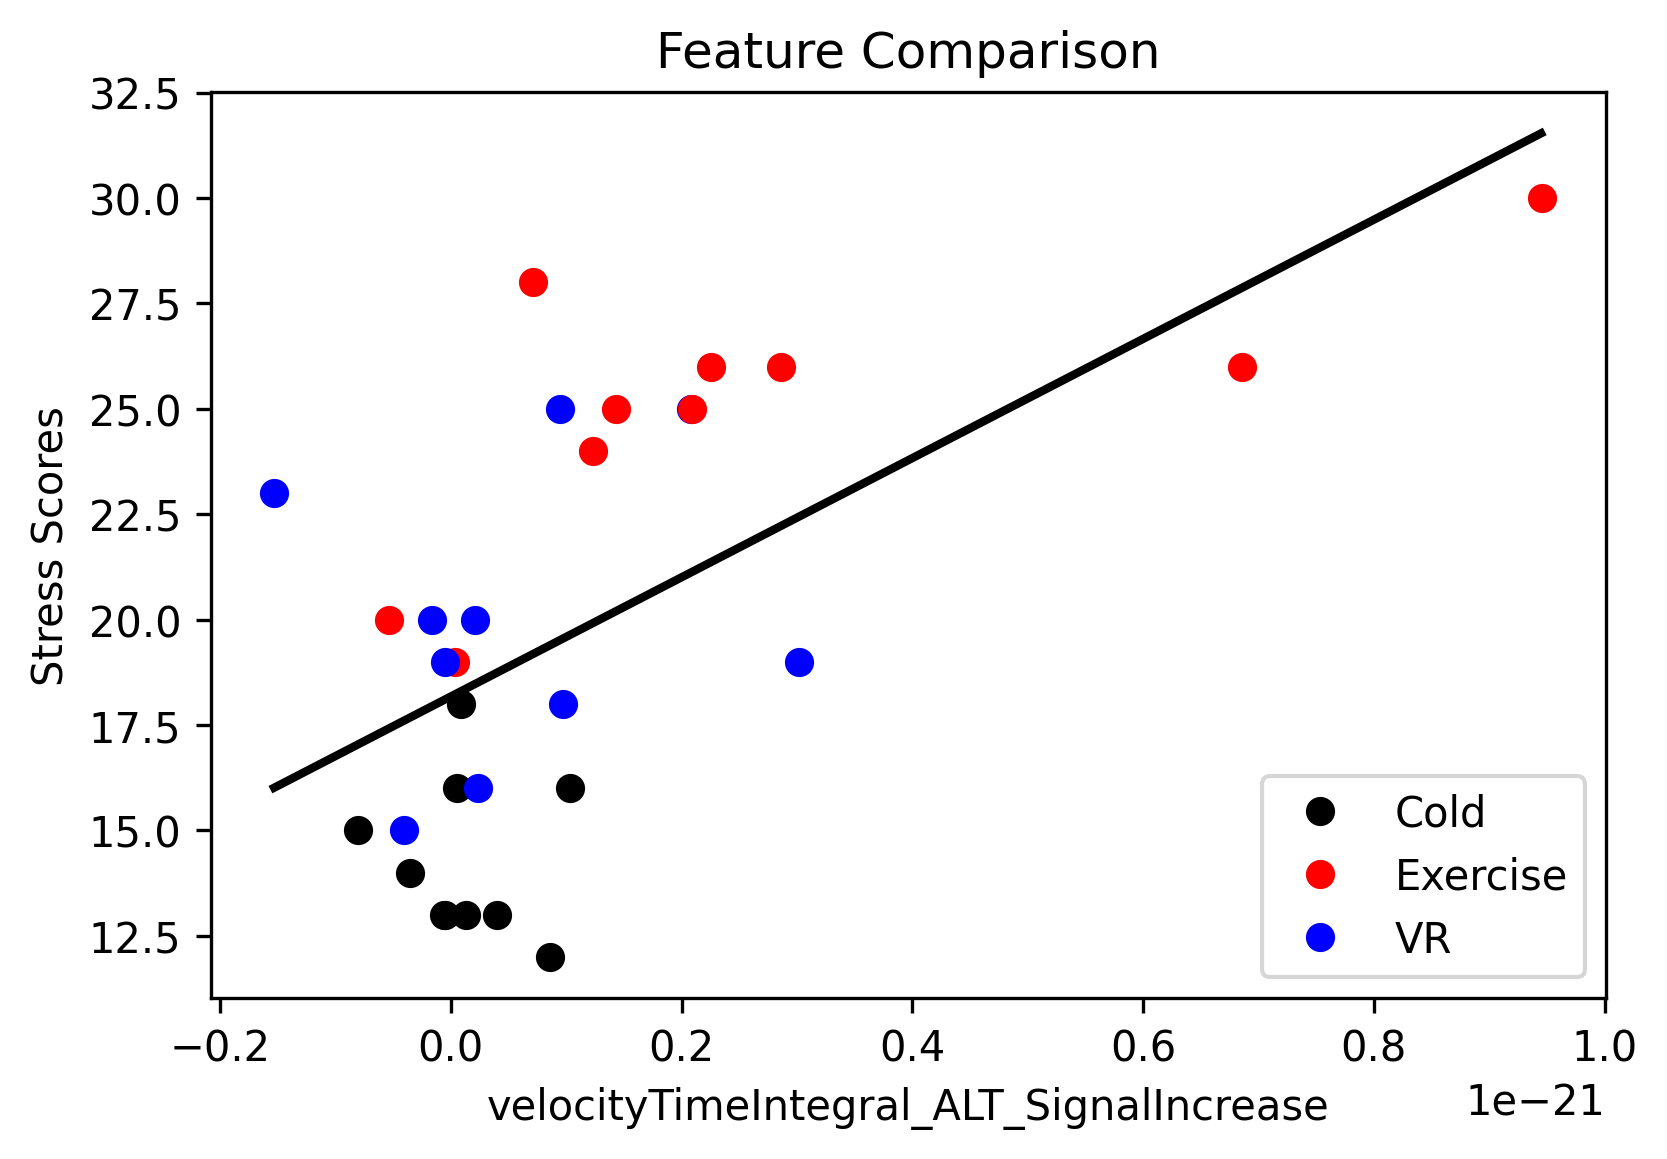 Feature Comparison
32.5
30.0
27.5
25.0
22.5
20.0
17.5
15.0
12.5
Stress Scores
Cold
Exercise
VR
−0.2 0.0 0.2 0.4 0.6 0.8 1.0
velocityTimeIntegral_ALT_SignalIncrease
1e−21